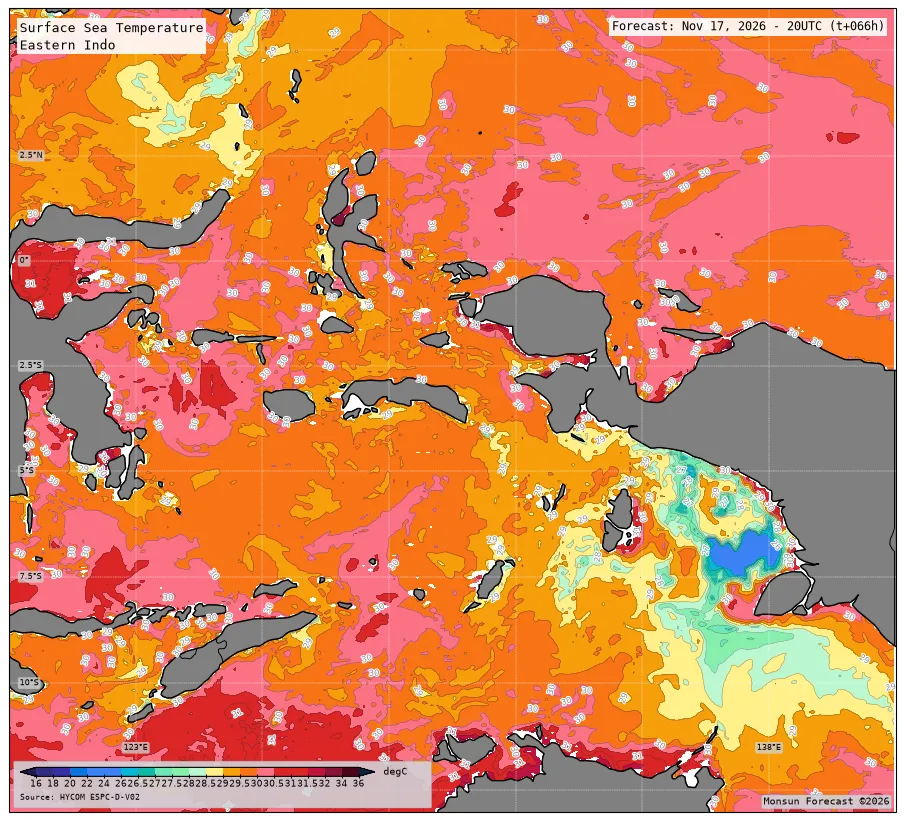 Surface Sea Temperature
Eastern Indo
Forecast: Nov 17, 2026 - 20UTC (t+066h)
2.5°N
0°
2.5°S
5°S
7.5°S
10°S
123°E
138°E
degC
16 18 20 22 24 26 26.5 27 27.5 28 28.5 29 29.5 30 30.5 31 31.5 32 34 36
Source: HYCOM ESPC-D-V02
Monsun Forecast ©2026